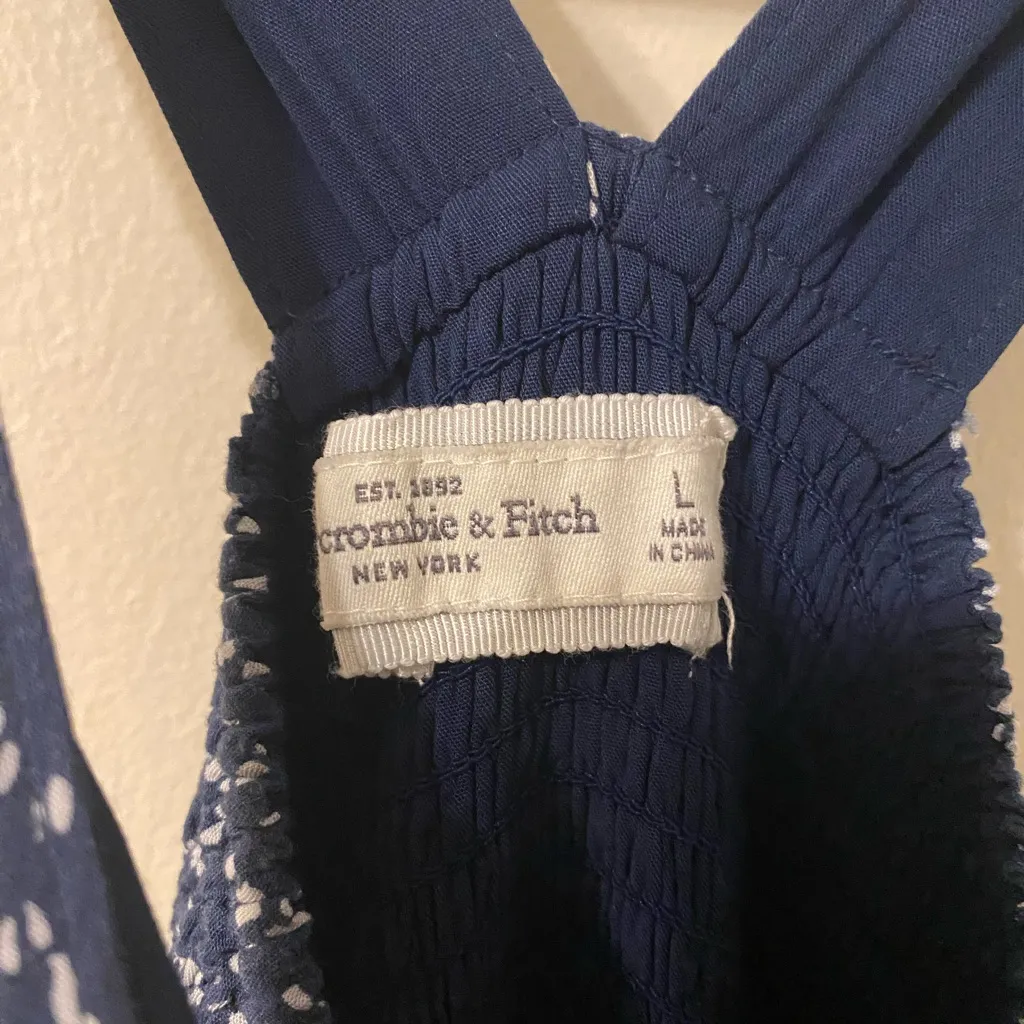 EST. 1892
crombie & Fitch
NEW YORK
L
MADE
IN CHINA